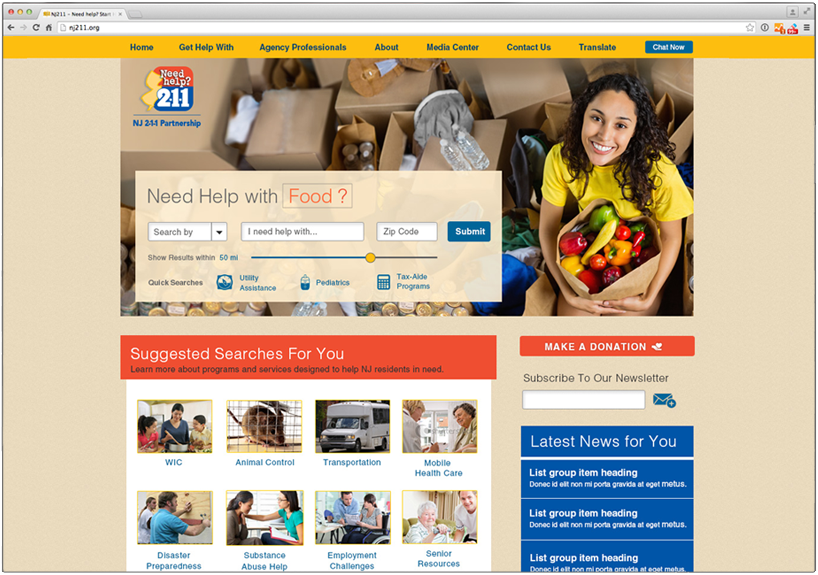 NJ211 – Need help? Start
nj211.org
Home Get Help With Agency Professionals About Media Center Contact Us Translate Chat Now
Need
help?
2-1-1
NJ 2-1-1 Partnership
Need Help with Food ?
Search by I need help with... Zip Code Submit
Show Results within 50 mi
Quick Searches
Utility
Assistance
Pediatrics
Tax-Aide
Programs
Suggested Searches For You
Learn more about programs and services designed to help NJ residents in need.
WIC
Animal Control
Transportation
Mobile
Health Care
Disaster
Preparedness
Substance
Abuse Help
Employment
Challenges
Senior
Resources
MAKE A DONATION
Subscribe To Our Newsletter
Latest News for You
List group item heading
Donec id elit non mi porta gravida at eget metus.
List group item heading
Donec id elit non mi porta gravida at eget metus.
List group item heading
Donec id elit non mi porta gravida at eget metus.